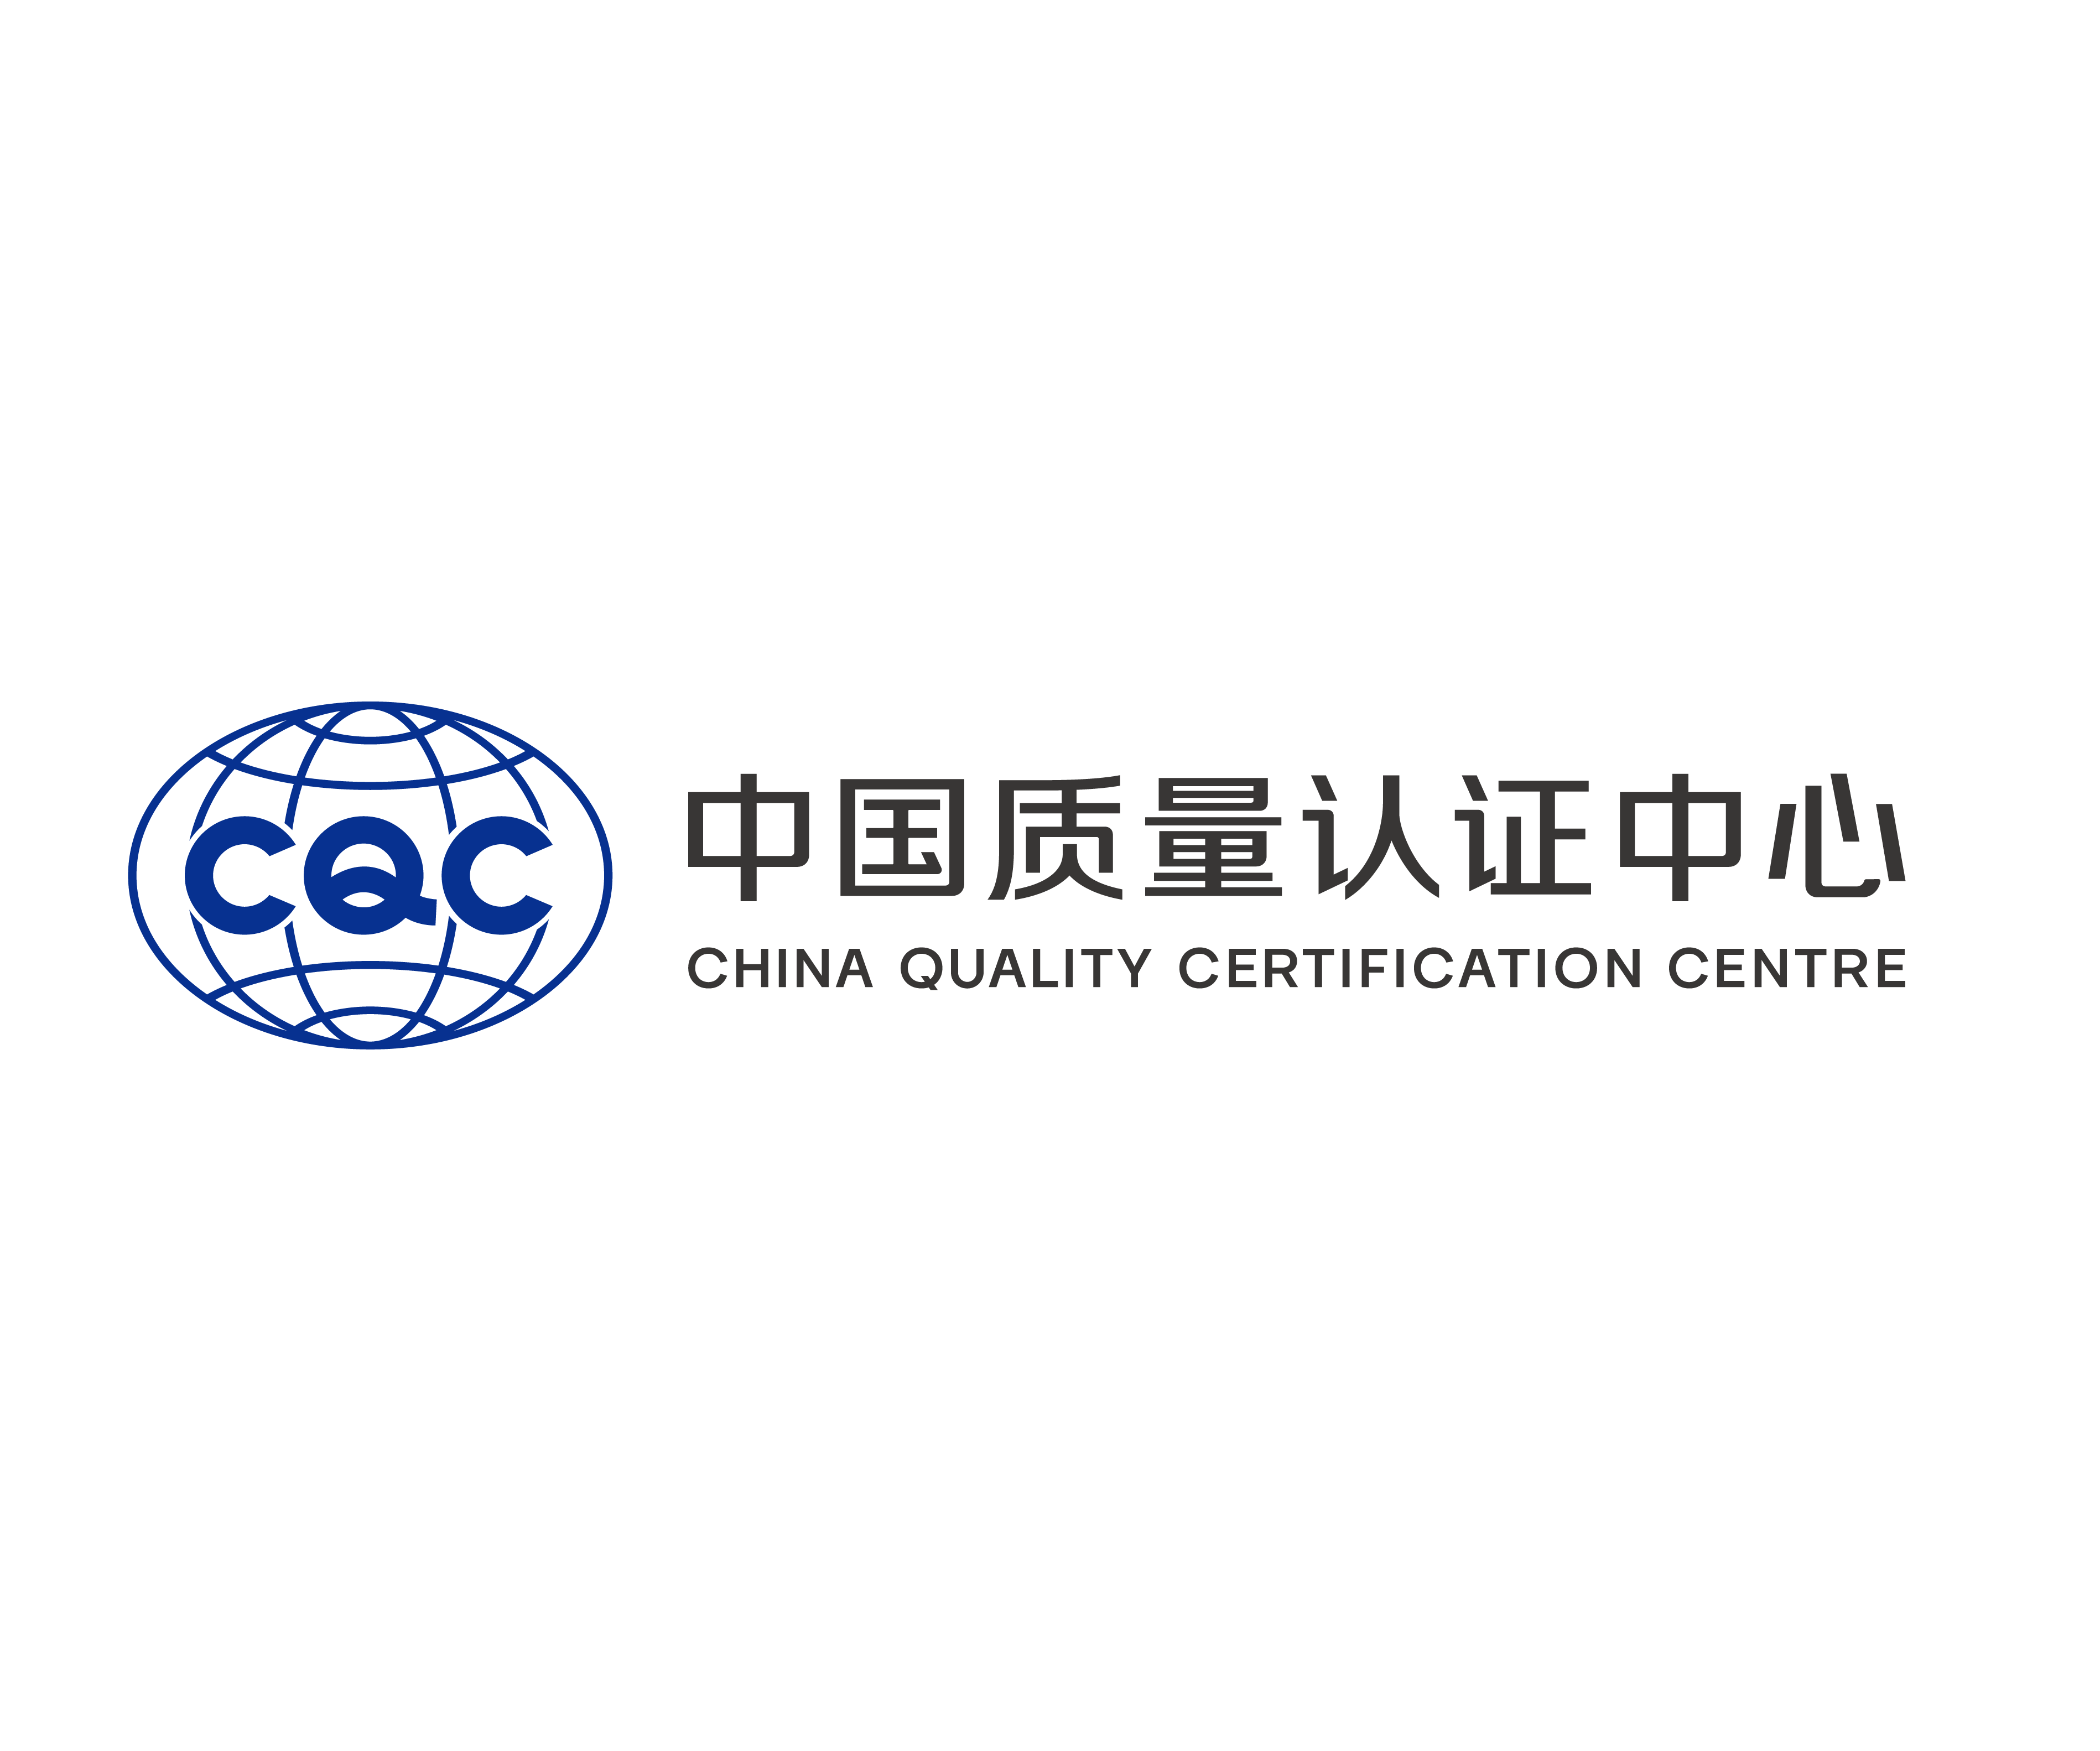 CQC
中国质量认证中心
CHINA QUALITY CERTIFICATION CENTRE